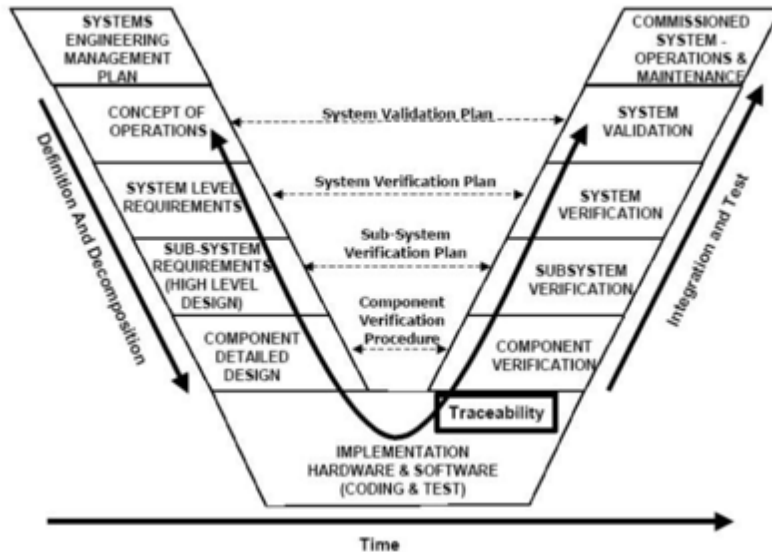 SYSTEMS
ENGINEERING
MANAGEMENT
PLAN
COMMISSIONED
SYSTEM -
OPERATIONS &
MAINTENANCE
CONCEPT OF
OPERATIONS
System Validation Plan
SYSTEM
VALIDATION
SYSTEM LEVEL
REQUIREMENTS
System Verification Plan
SYSTEM
VERIFICATION
SUB-SYSTEM
REQUIREMENTS
(HIGH LEVEL
DESIGN)
Sub-System
Verification Plan
SUBSYSTEM
VERIFICATION
COMPONENT
DETAILED
DESIGN
Component
Verification
Procedure
COMPONENT
VERIFICATION
Definition And Decomposition
Integration and Test
Traceability
IMPLEMENTATION
HARDWARE & SOFTWARE
(CODING & TEST)
Time